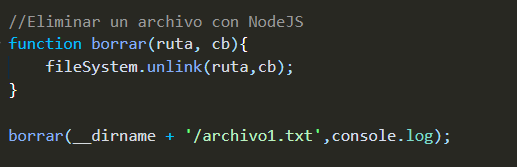 //Eliminar un archivo con NodeJS
function borrar(ruta, cb){
    fileSystem.unlink(ruta,cb);
}
borrar(__dirname + '/archivo1.txt',console.log);